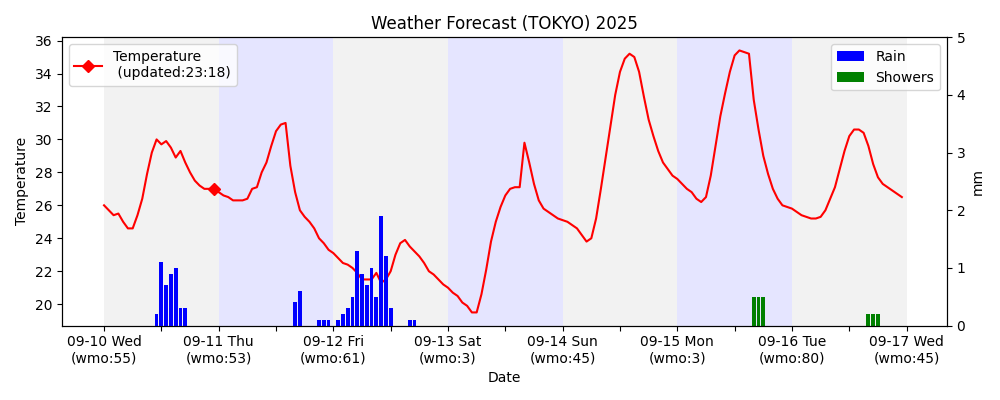 Weather Forecast (TOKYO) 2025
Temperature
(updated:23:18)
Rain
Showers
36
34
32
30
28
26
24
22
20
Temperature
5
4
3
2
1
0
mm
09-10 Wed
(wmo:55)
09-11 Thu
(wmo:53)
09-12 Fri
(wmo:61)
09-13 Sat
(wmo:3)
09-14 Sun
(wmo:45)
09-15 Mon
(wmo:3)
09-16 Tue
(wmo:80)
09-17 Wed
(wmo:45)
Date